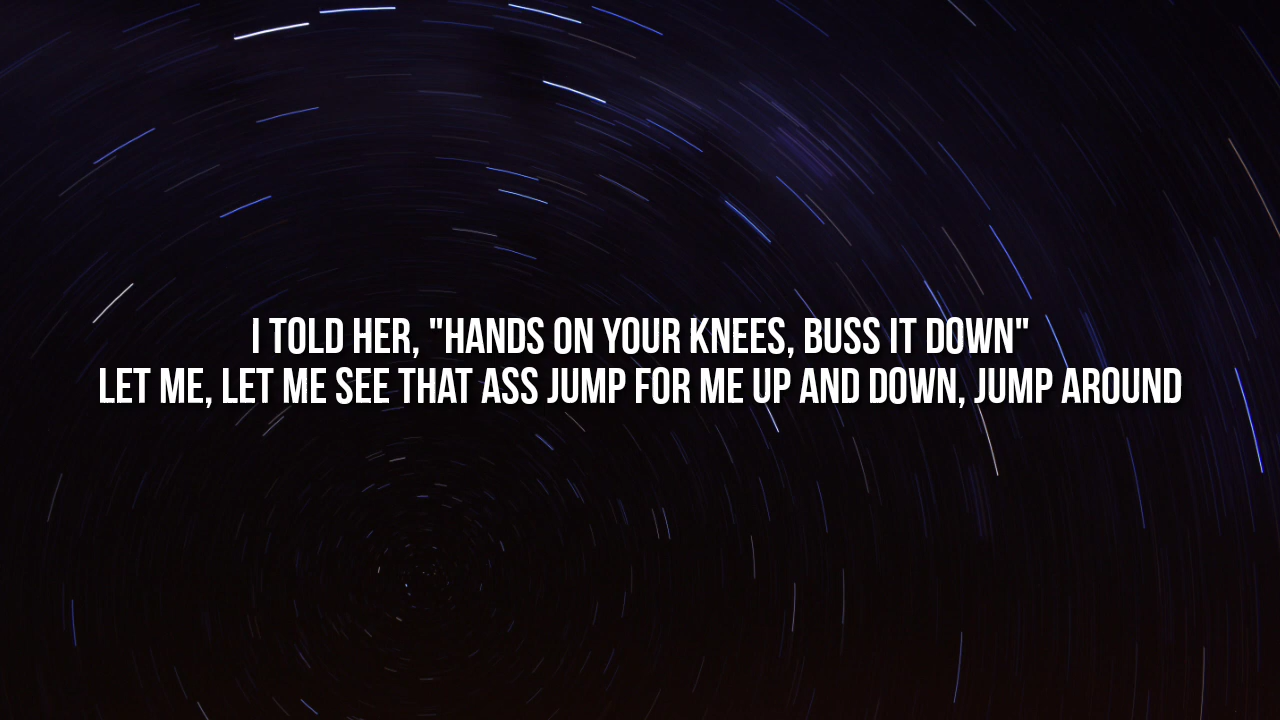 I TOLD HER, "HANDS ON YOUR KNEES, BUSS IT DOWN"
LET ME, LET ME SEE THAT ASS JUMP FOR ME UP AND DOWN, JUMP AROUND